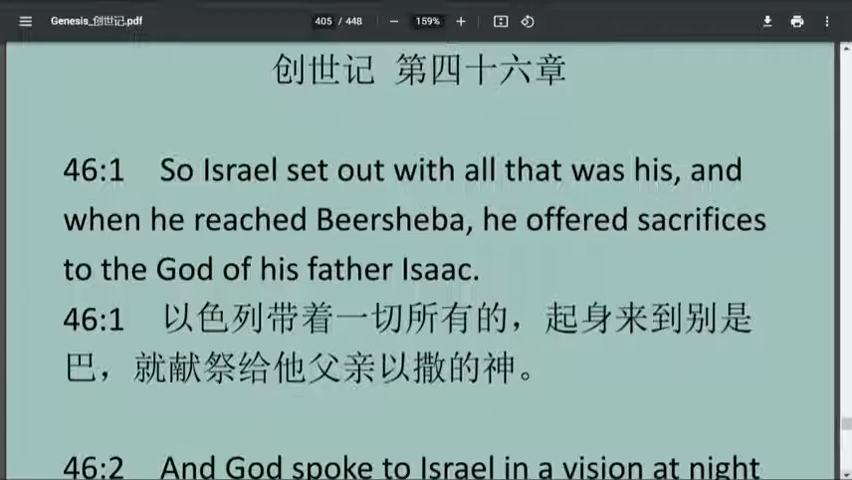 Genesis_创世记.pdf
405 / 448
159%
创世记 第四十六章
46:1 So Israel set out with all that was his, and
when he reached Beersheba, he offered sacrifices
to the God of his father Isaac.
46:1 以色列带着一切所有的，起身来到别是
巴，就献祭给他父亲以撒的神。
46:2 And God spoke to Israel in a vision at night